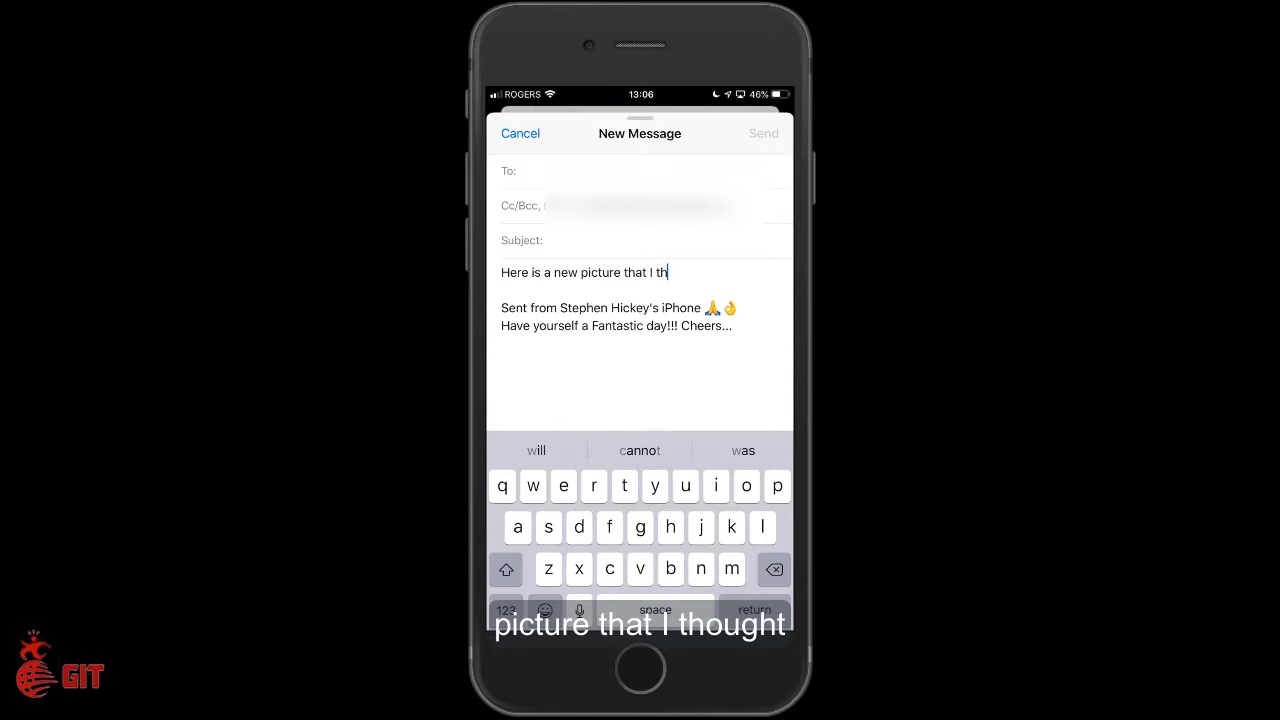 ROGERS 13:06 46%
Cancel New Message Send
To:
Cc/Bcc,
Subject:
Here is a new picture that I th
Sent from Stephen Hickey's iPhone 🙏👌
Have yourself a Fantastic day!!! Cheers...
will cannot was
q w e r t y u i o p
a s d f g h j k l
z x c v b n m
123 space return
picture that I thought
GIT